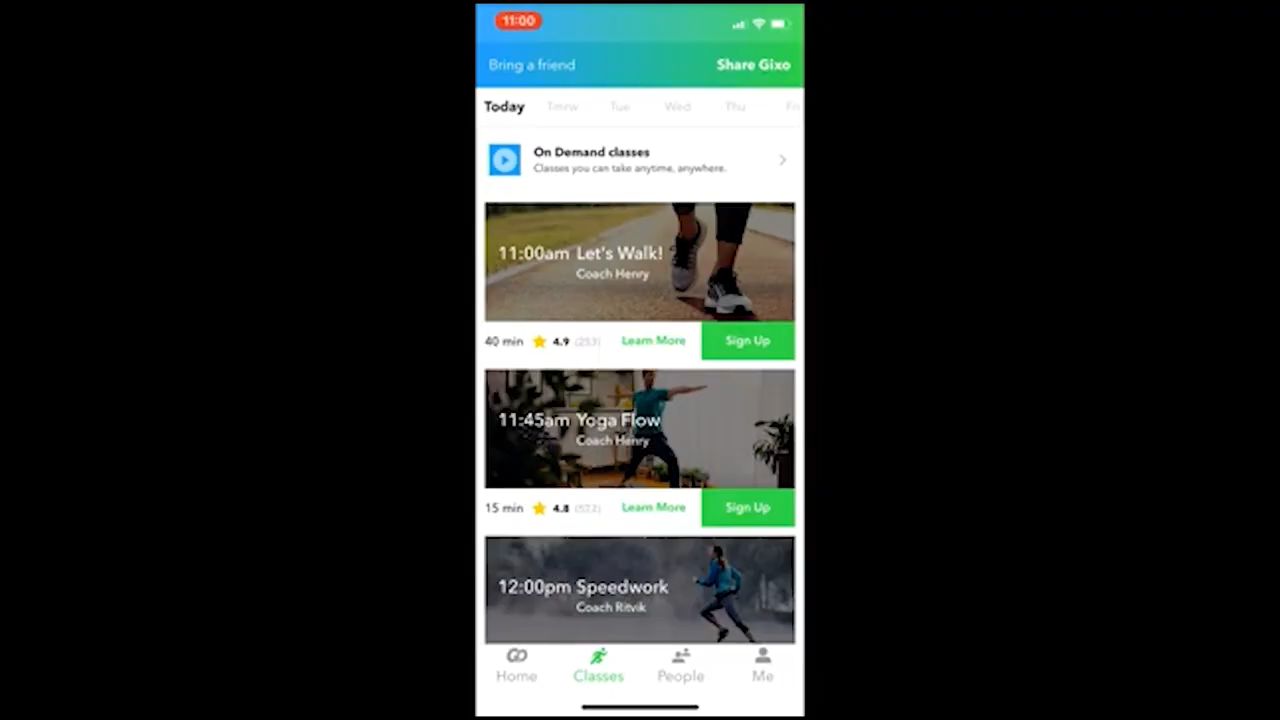 11:00
Bring a friend Share Gixo
Today Tmrw Tue Wed Thu Fri
On Demand classes
Classes you can take anytime, anywhere.
11:00am Let's Walk!
Coach Henry
40 min 4.9 Learn More Sign Up
11:45am Yoga Flow
Coach Henry
15 min 4.8 Learn More Sign Up
12:00pm Speedwork
Coach Ritvik
Home Classes People Me